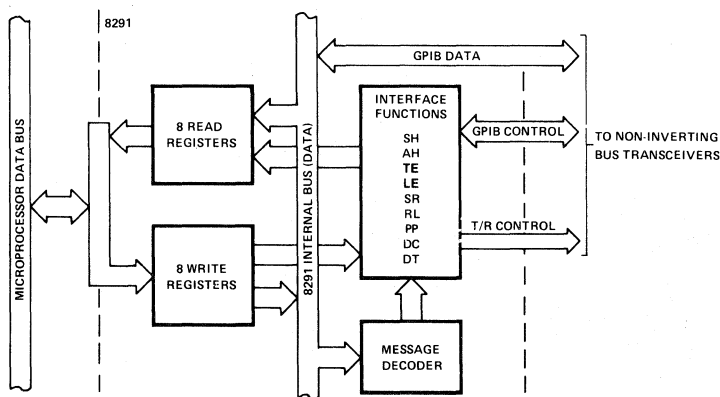 8291
GPIB DATA
INTERFACE
FUNCTIONS
8 READ
REGISTERS
GPIB CONTROL
TO NON-INVERTING
BUS TRANSCEIVERS
SH
AH
TE
LE
SR
RL
PP
DC
DT
T/R CONTROL
MICROPROCESSOR DATA BUS
8291 INTERNAL BUS (DATA)
8 WRITE
REGISTERS
MESSAGE
DECODER